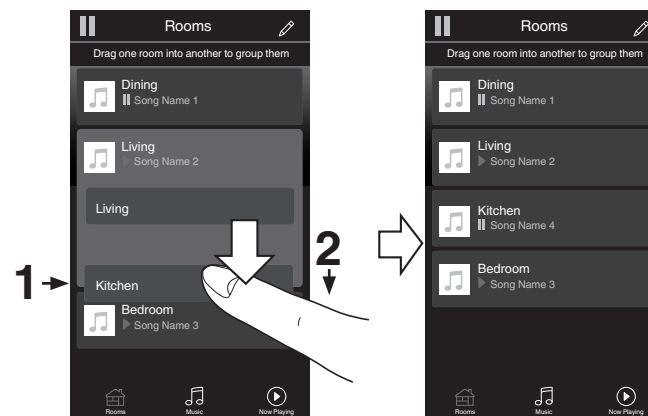 Rooms
Drag one room into another to group them
Dining
Song Name 1
Living
Song Name 2
Living
Kitchen
Bedroom
Song Name 3
Rooms
Music
Now Playing
1
2
Rooms
Drag one room into another to group them
Dining
Song Name 1
Living
Song Name 2
Kitchen
Song Name 4
Bedroom
Song Name 3
Rooms
Music
Now Playing